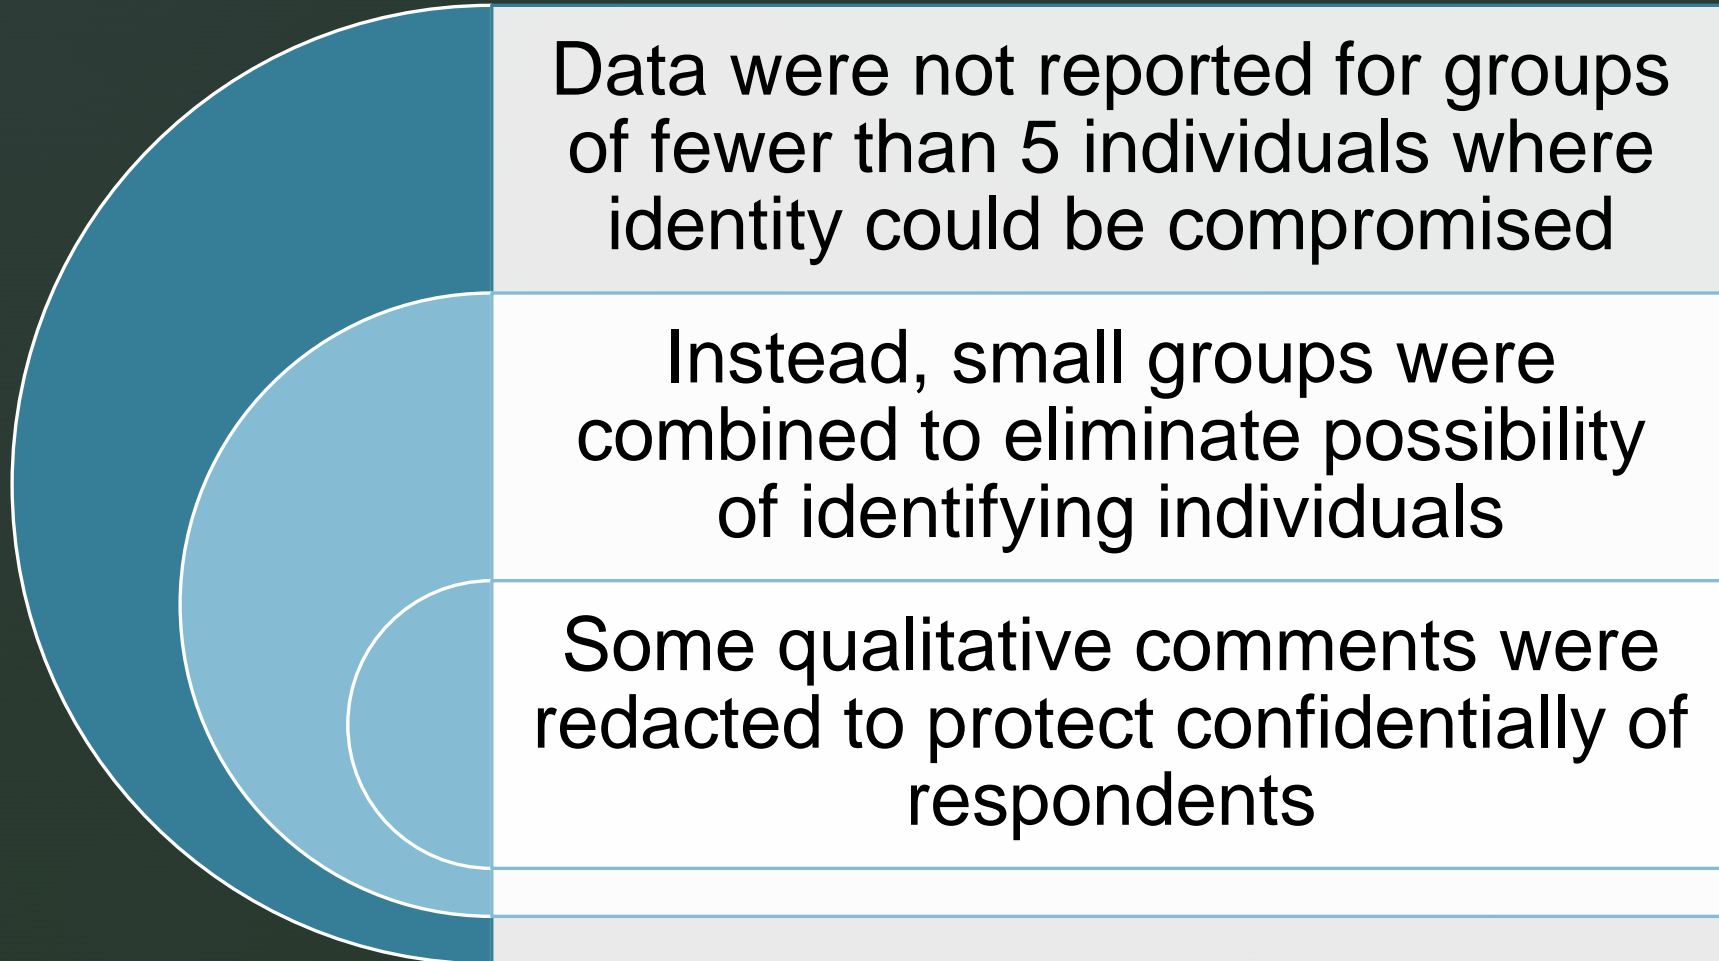 Data were not reported for groups
of fewer than 5 individuals where
identity could be compromised
Instead, small groups were
combined to eliminate possibility
of identifying individuals
Some qualitative comments were
redacted to protect confidentially of
respondents